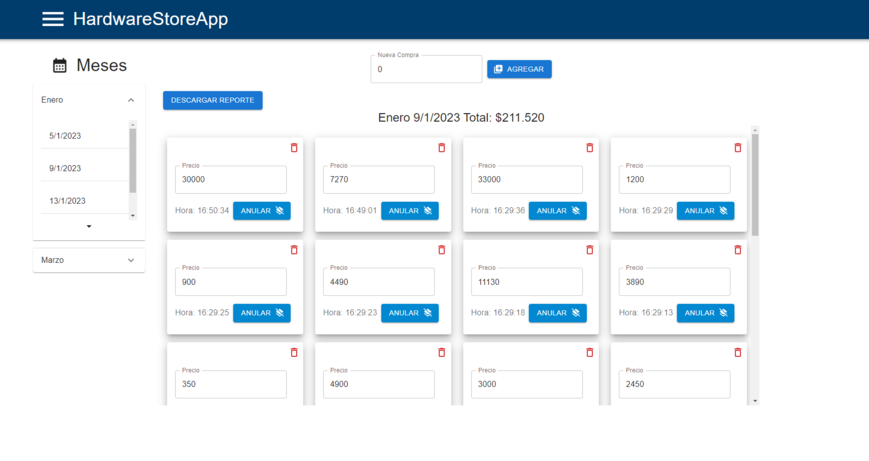 HardwareStoreApp
Meses
Nueva Compra
0
AGREGAR
Enero
5/1/2023
9/1/2023
13/1/2023
Marzo
DESCARGAR REPORTE
Enero 9/1/2023 Total: $211.520
Precio Precio Precio Precio
30000 7270 33000 1200
Hora: 16:50:34 ANULAR Hora: 16:49:01 ANULAR Hora: 16:29:36 ANULAR Hora: 16:29:29 ANULAR
Precio Precio Precio Precio
900 4490 11130 3890
Hora: 16:29:25 ANULAR Hora: 16:29:23 ANULAR Hora: 16:29:18 ANULAR Hora: 16:29:13 ANULAR
Precio Precio Precio Precio
350 4900 3000 2450